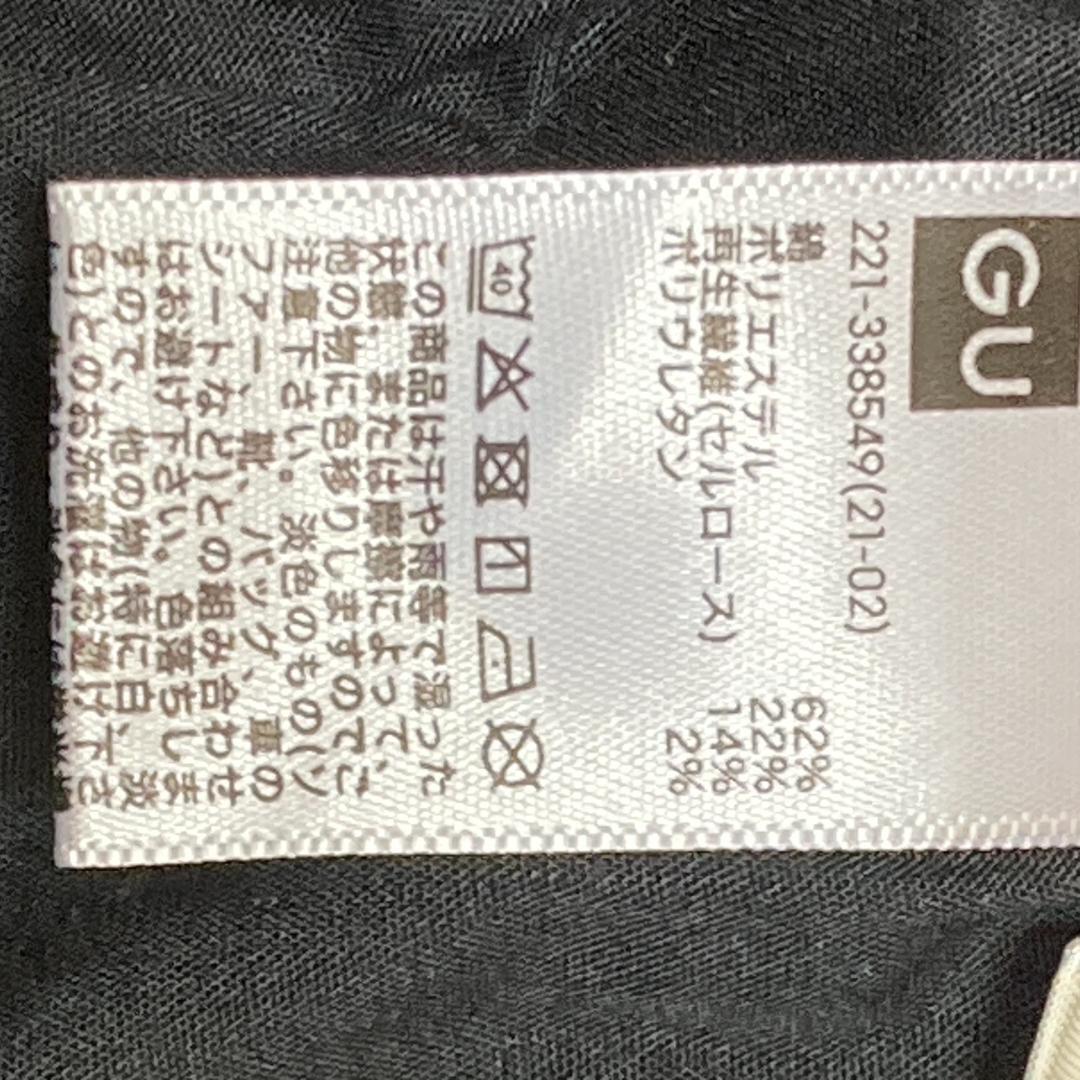 GU
221-338549(21-02)
綿 62%
ポリエステル 22%
再生繊維(セルロース) 14%
ポリウレタン 2%
40
この商品は汗や雨等で湿った
状態、または摩擦によって、
他の物に色移りしますのでご
注意下さい。淡色のもの(ソ
ファー、靴、バッグ、車の
シートなど)との組み合わせ
はお避け下さい。色落ちしま
すので、他の物(特に白、淡
色)とのお洗濯はお避け下さ